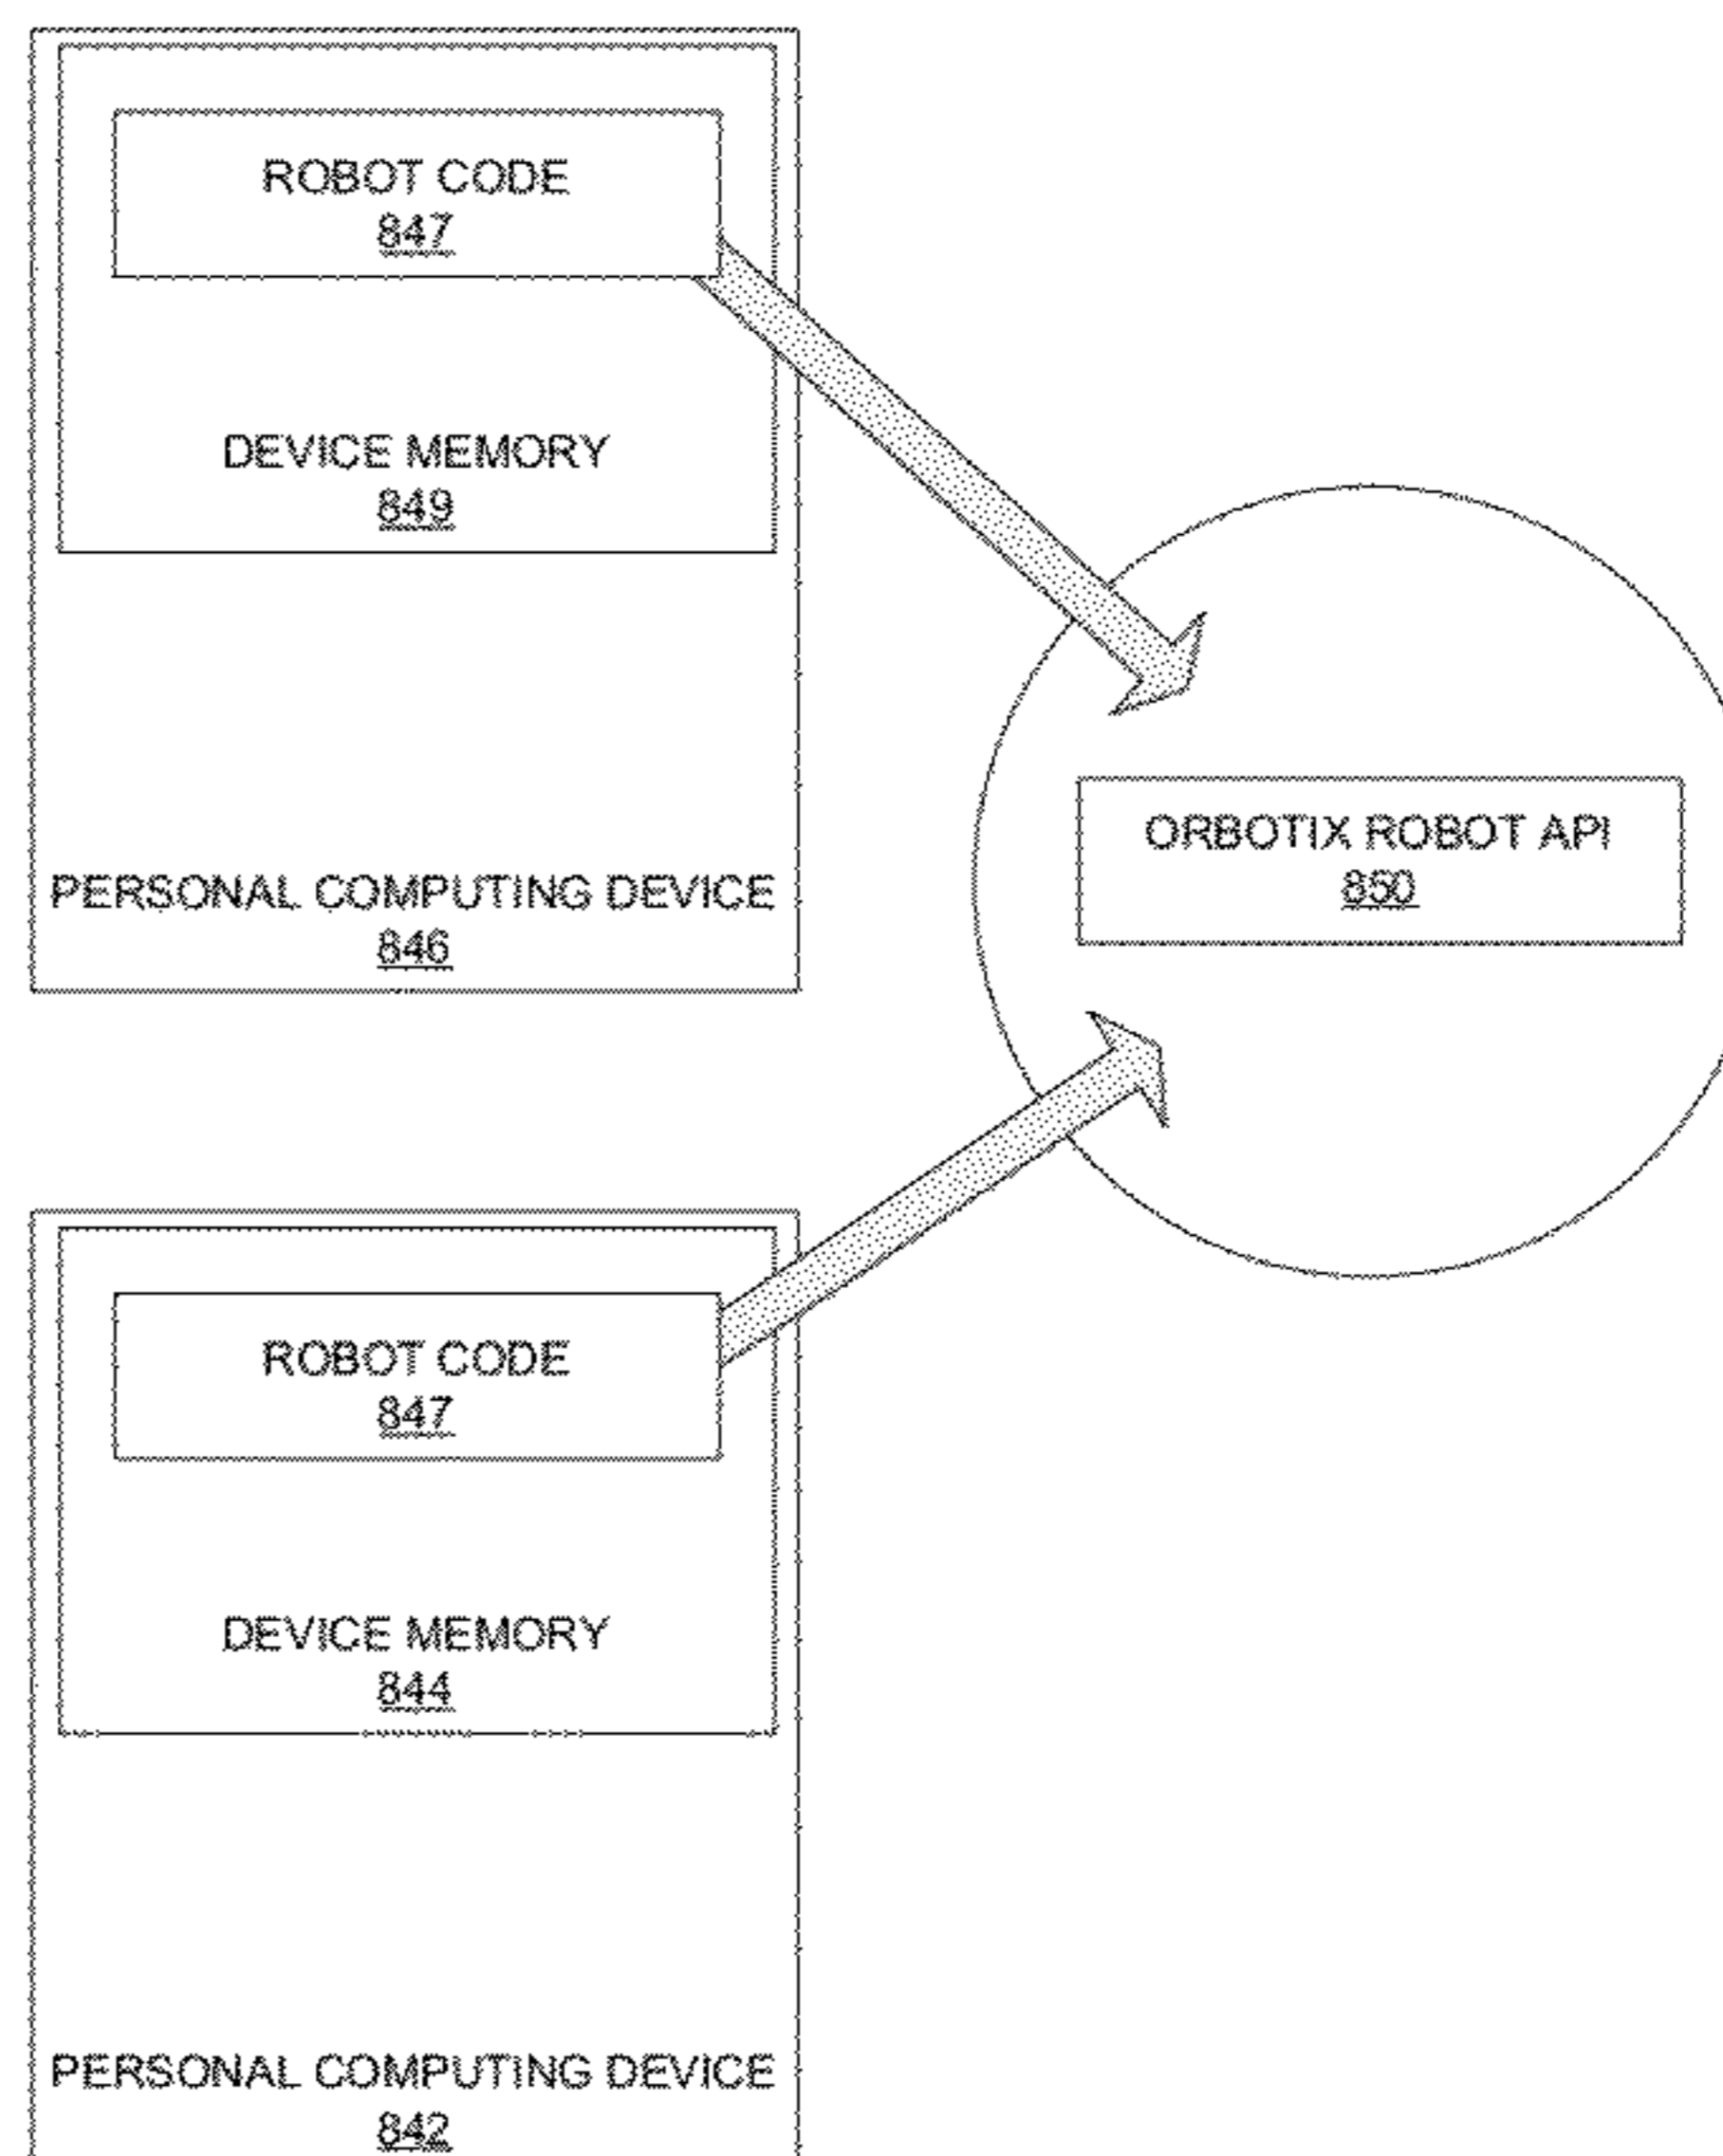 ROBOT CODE
847
DEVICE MEMORY
849
PERSONAL COMPUTING DEVICE
846
ORBOTIX ROBOT API
850
ROBOT CODE
847
DEVICE MEMORY
844
PERSONAL COMPUTING DEVICE
842